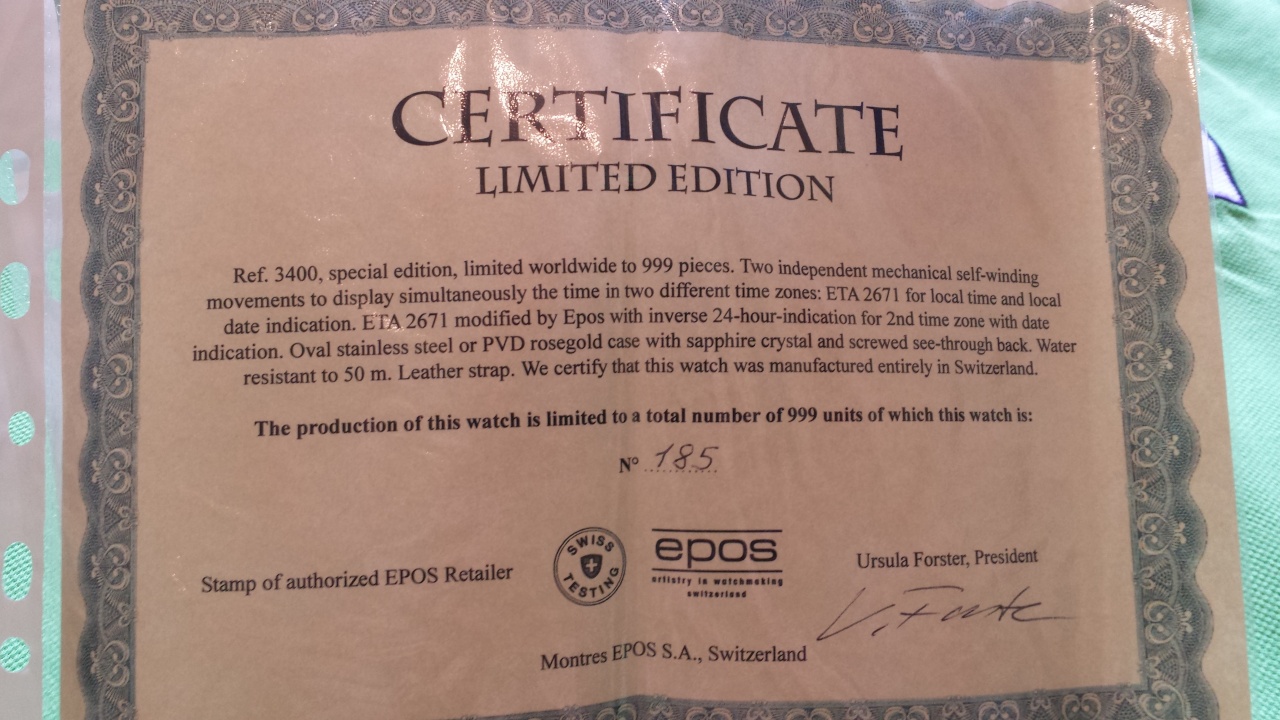 CERTIFICATE
LIMITED EDITION
Ref. 3400, special edition, limited worldwide to 999 pieces. Two independent mechanical self-winding
movements to display simultaneously the time in two different time zones: ETA 2671 for local time and local
date indication. ETA 2671 modified by Epos with inverse 24-hour-indication for 2nd time zone with date
indication. Oval stainless steel or PVD rosegold case with sapphire crystal and screwed see-through back. Water
resistant to 50 m. Leather strap. We certify that this watch was manufactured entirely in Switzerland.
The production of this watch is limited to a total number of 999 units of which this watch is:
N° 185
Stamp of authorized EPOS Retailer
SWISS
TESTING
epos
artistry in watchmaking
switzerland
Ursula Forster, President
U. Forster
Montres EPOS S.A., Switzerland